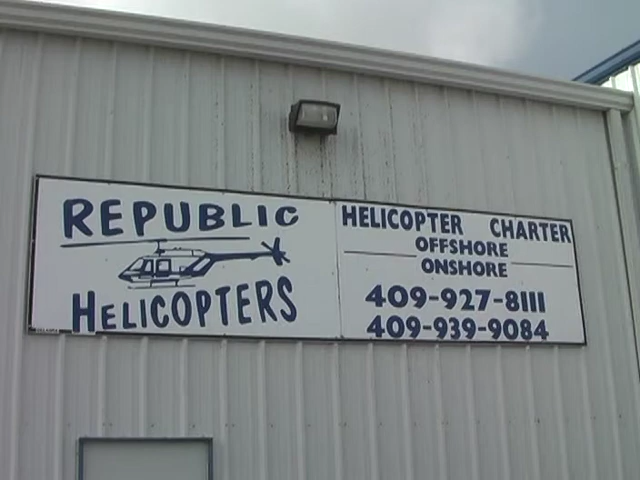 REPUBLIC
HELICOPTERS
HELICOPTER CHARTER
OFFSHORE
ONSHORE
409-927-8111
409-939-9084